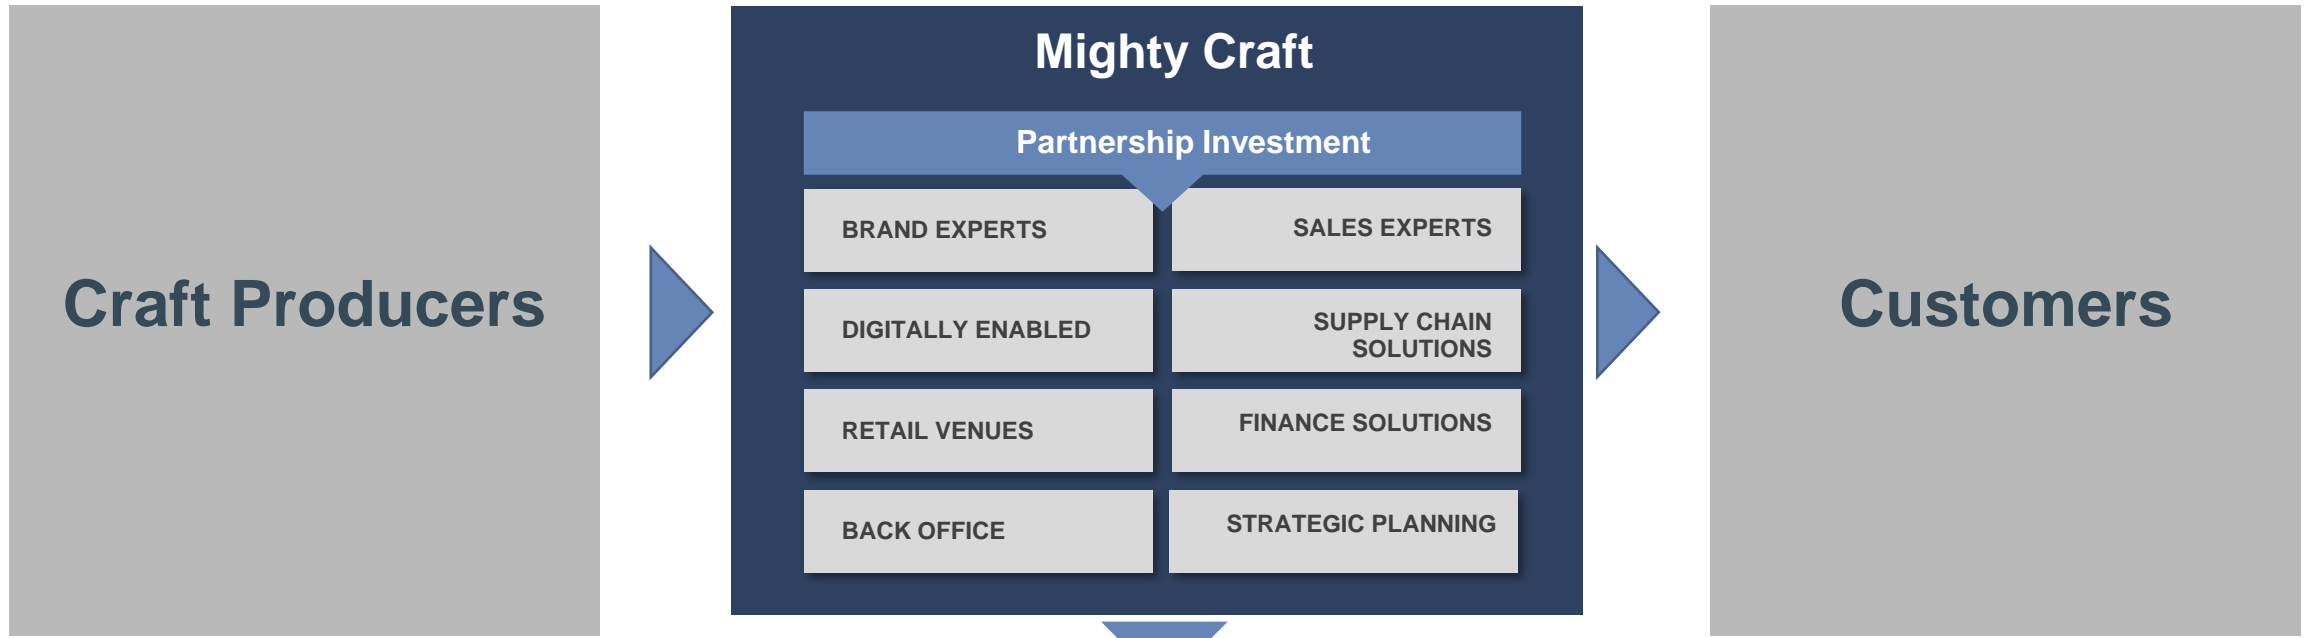 Craft Producers
Mighty Craft
Partnership Investment
BRAND EXPERTS
SALES EXPERTS
DIGITALLY ENABLED
SUPPLY CHAIN
SOLUTIONS
RETAIL VENUES
FINANCE SOLUTIONS
BACK OFFICE
STRATEGIC PLANNING
Customers